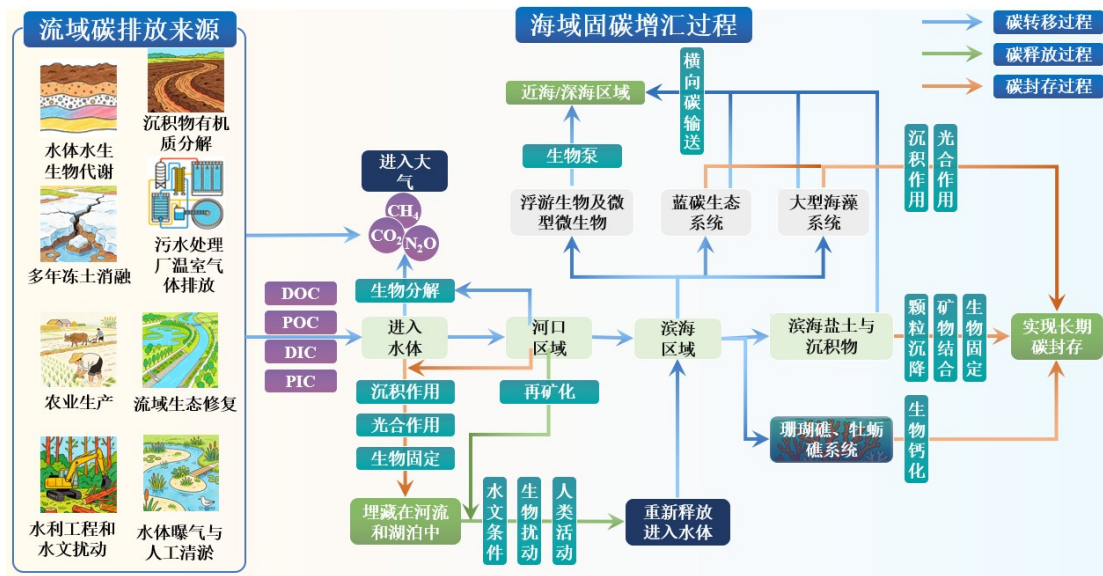 流域碳排放来源
水体水生
生物代谢
沉积物有机
质分解
多年冻土消融
污水处理
厂温室气
体排放
农业生产
流域生态修复
水利工程和
水文扰动
水体曝气与
人工清淤
海域固碳增汇过程
碳转移过程
碳释放过程
碳封存过程
进入大
气
CH₄
CO₂
N₂O
生物分解
DOC
POC
DIC
PIC
进入
水体
河口
区域
滨海
区域
滨海盐土与
沉积物
近海/深海区域
横向碳输送
生物泵
浮游生物及微
型微生物
蓝碳生态
系统
大型海藻
系统
沉积作用
光合作用
颗粒沉降
矿物结合
生物固定
实现长期
碳封存
沉积作用
光合作用
生物固定
再矿化
埋藏在河流
和湖泊中
水文条件
生物扰动
人类活动
重新释放
进入水体
珊瑚礁、牡蛎
礁系统
生物钙化